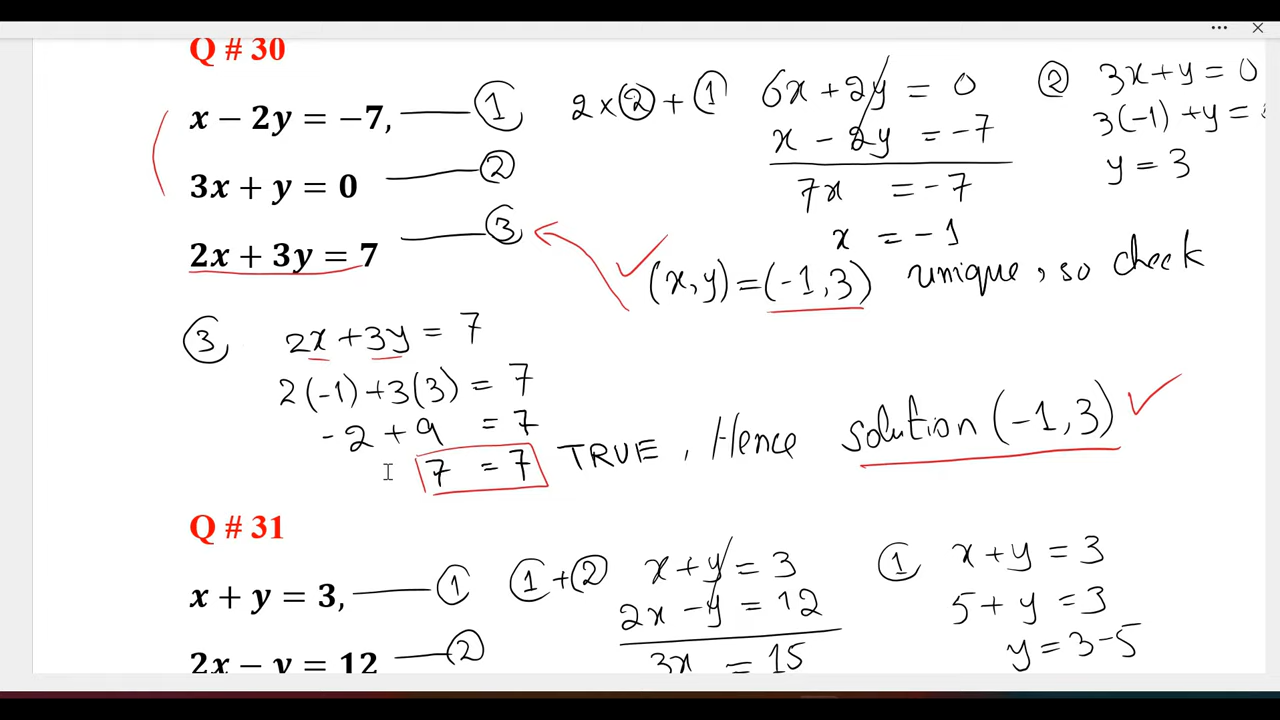 Q # 30
x − 2y = −7, ①
3x + y = 0 ②
2x + 3y = 7 ③
2 × ② + ①
6x + 2y = 0
x − 2y = −7
7x = −7
x = −1
② 3x + y = 0
3(−1) + y =
y = 3
(x, y) = (−1, 3) unique, so check
③ 2x + 3y = 7
2(−1) + 3(3) = 7
−2 + 9 = 7
7 = 7 TRUE, Hence solution (−1, 3)
Q # 31
x + y = 3, ①
2x − y = 12 ②
① + ②
x + y = 3
2x − y = 12
3x = 15
① x + y = 3
5 + y = 3
y = 3 − 5